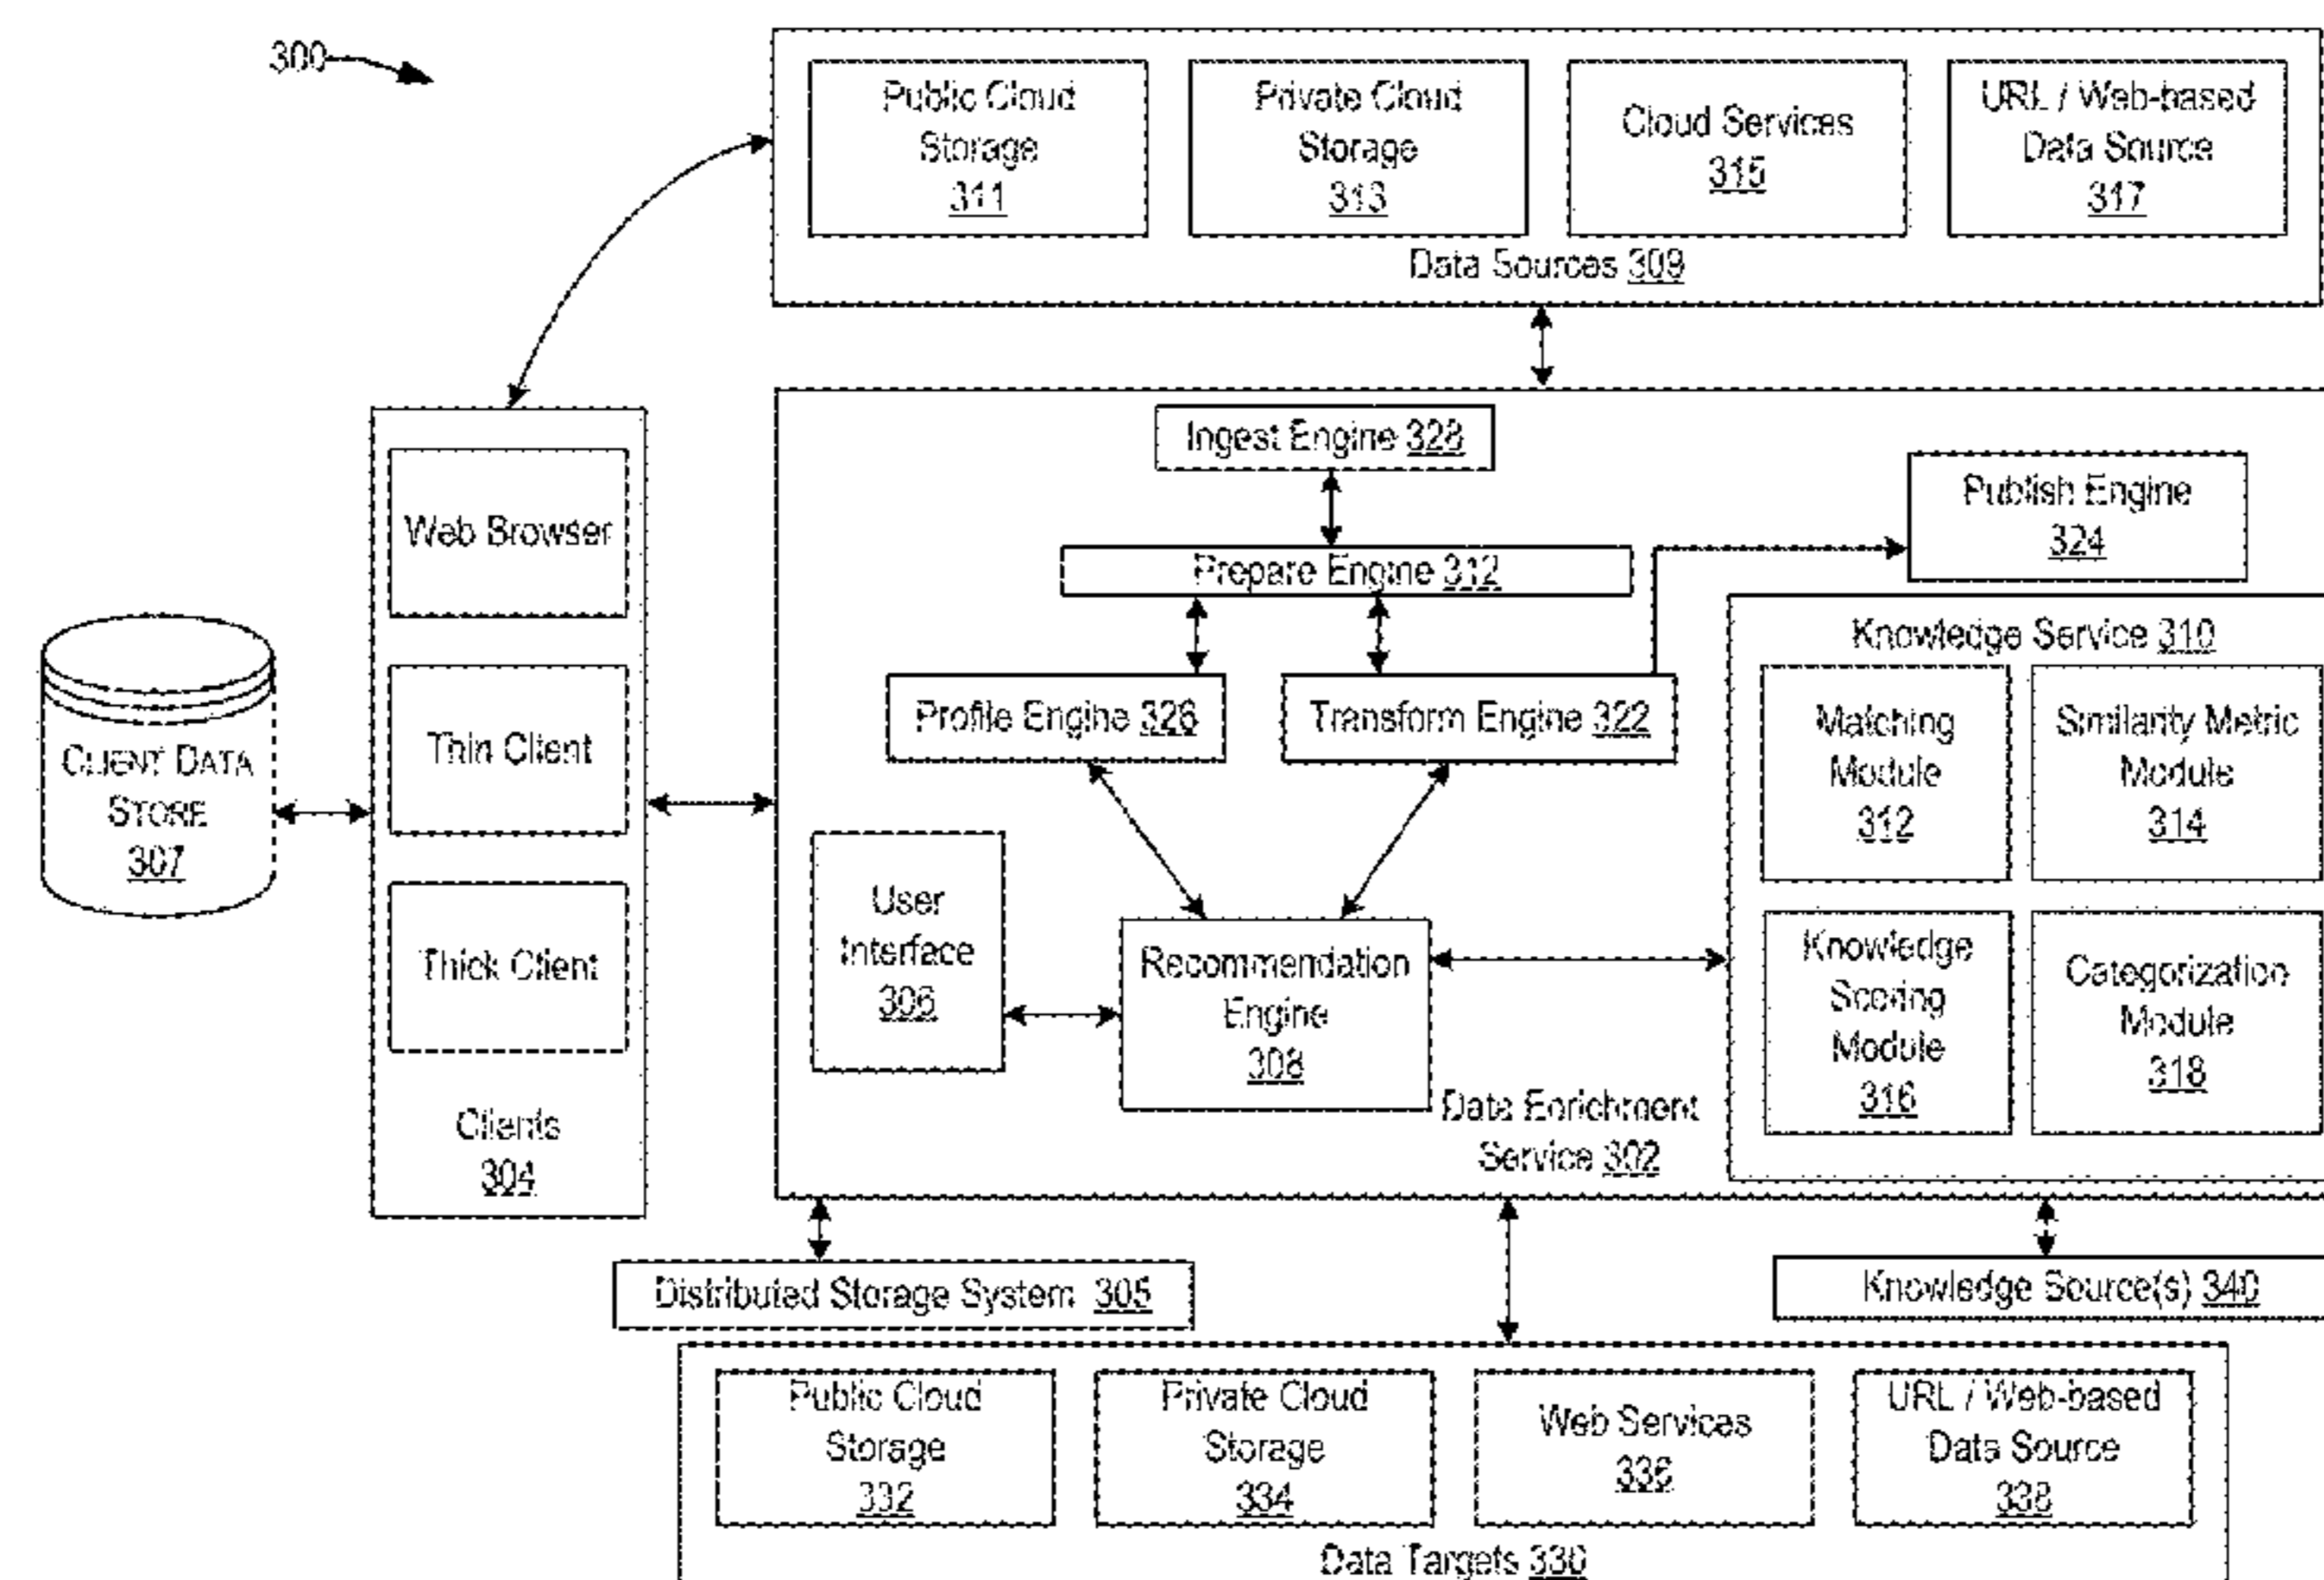 300
Public Cloud
Storage
311
Private Cloud
Storage
313
Cloud Services
315
URL / Web-based
Data Source
317
Data Sources 309
Ingest Engine 328
Publish Engine
324
Prepare Engine 312
Profile Engine 326
Transform Engine 322
Knowledge Service 310
Matching
Module
312
Similarity Metric
Module
314
Knowledge
Scoring
Module
316
Categorization
Module
318
Web Browser
Thin Client
Thick Client
Clients
304
CLIENT DATA
STORE
307
User
Interface
306
Recommendation
Engine
308
Data Enrichment
Service 302
Distributed Storage System 305
Knowledge Source(s) 340
Public Cloud
Storage
332
Private Cloud
Storage
334
Web Services
336
URL / Web-based
Data Source
338
Data Targets 330